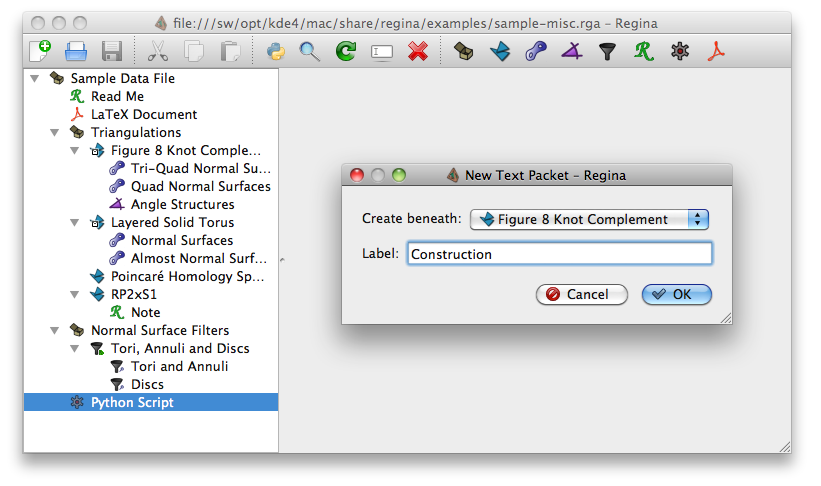 file:///sw/opt/kde4/mac/share/regina/examples/sample-misc.rga – Regina
Sample Data File
Read Me
LaTeX Document
Triangulations
Figure 8 Knot Comple...
Tri-Quad Normal Su...
Quad Normal Surfaces
Angle Structures
Layered Solid Torus
Normal Surfaces
Almost Normal Surf...
Poincaré Homology Sp...
RP2xS1
Note
Normal Surface Filters
Tori, Annuli and Discs
Tori and Annuli
Discs
Python Script
New Text Packet – Regina
Create beneath: Figure 8 Knot Complement
Label: Construction
Cancel OK